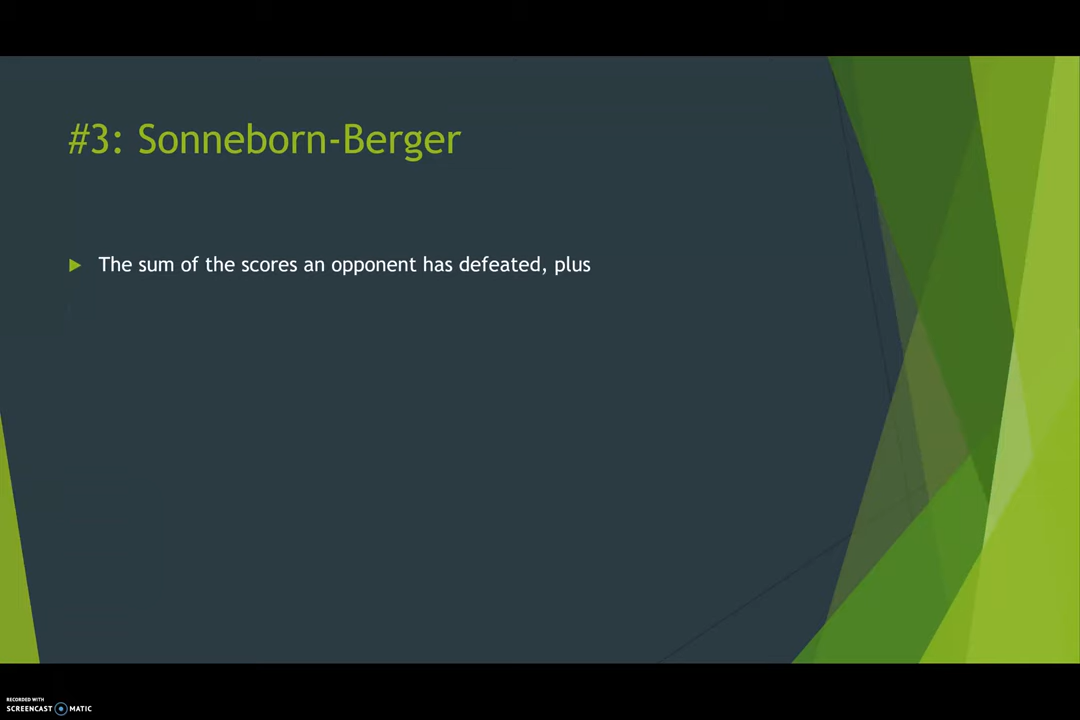 #3: Sonneborn-Berger
The sum of the scores an opponent has defeated, plus
RECORDED WITH
SCREENCAST MATIC